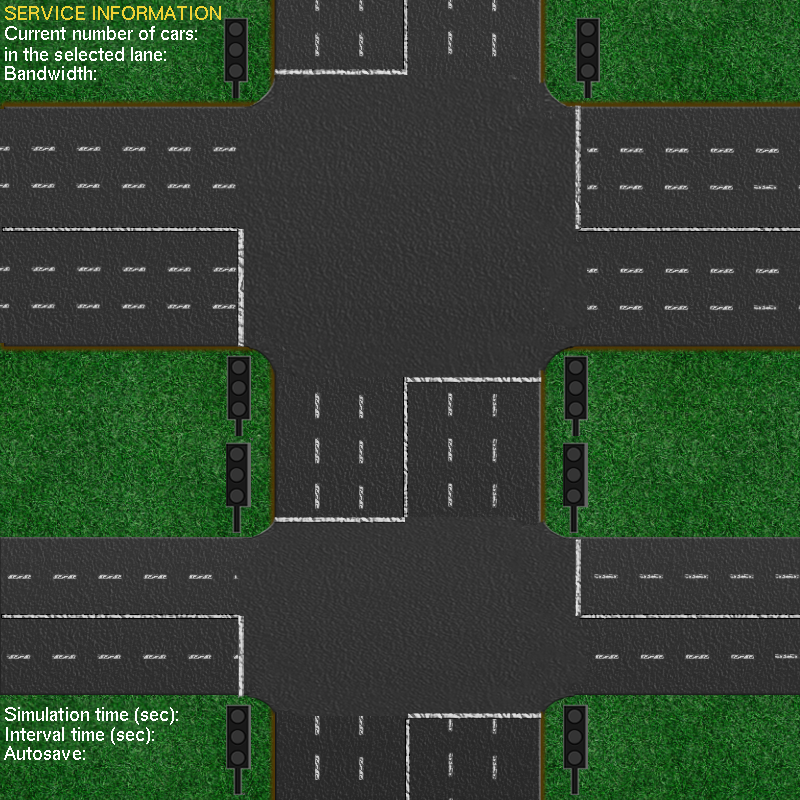 SERVICE INFORMATION
Current number of cars:
in the selected lane:
Bandwidth:
Simulation time (sec):
Interval time (sec):
Autosave: